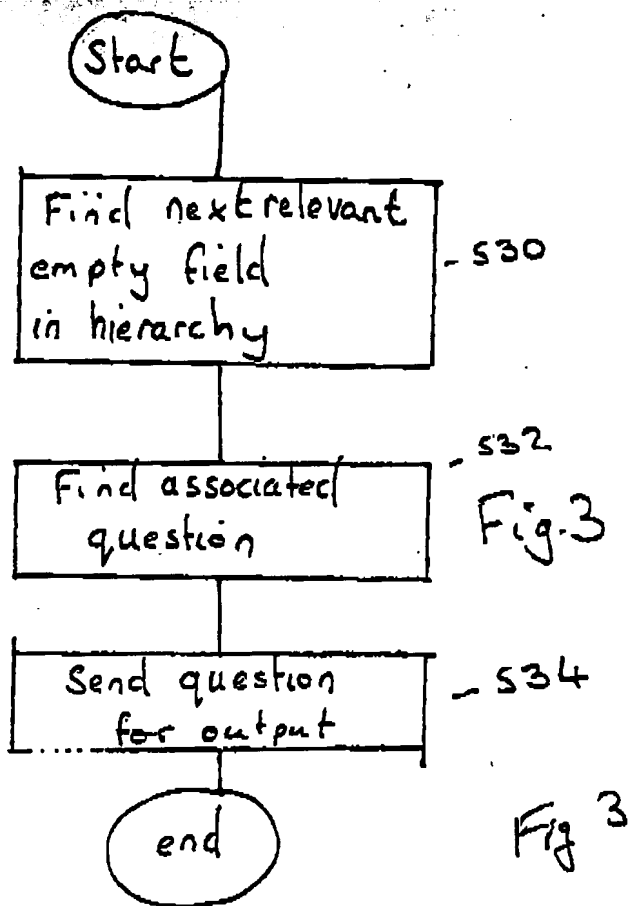 Start
Find next relevant
empty field
in hierarchy
- S30
- S32
Find associated
question
Fig.3
Send question
for output
- S34
end
Fig 3